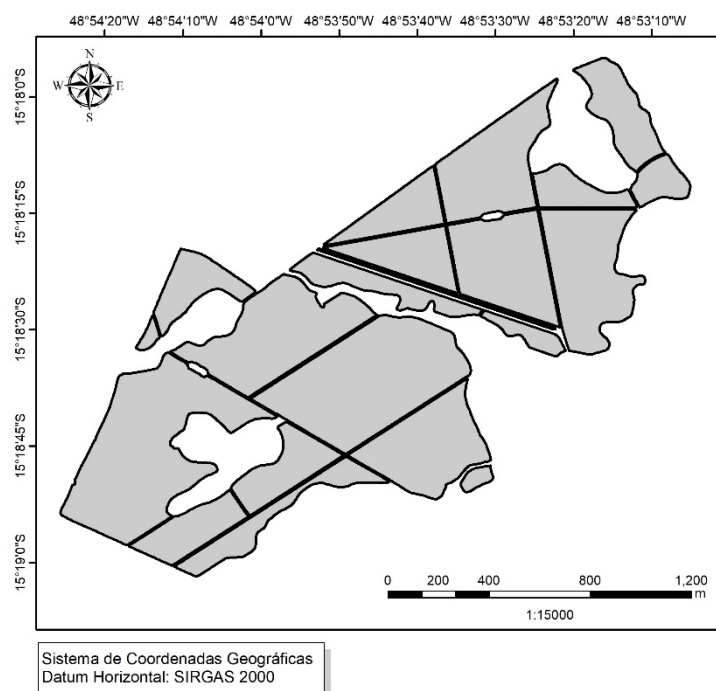 48°54'20"W 48°54'10"W 48°54'0"W 48°53'50"W 48°53'40"W 48°53'30"W 48°53'20"W 48°53'10"W
N
W E
S
15°18'0"S
15°18'15"S
15°18'30"S
15°18'45"S
15°19'0"S
0 200 400 800 1,200
m
1:15000
Sistema de Coordenadas Geográficas
Datum Horizontal: SIRGAS 2000